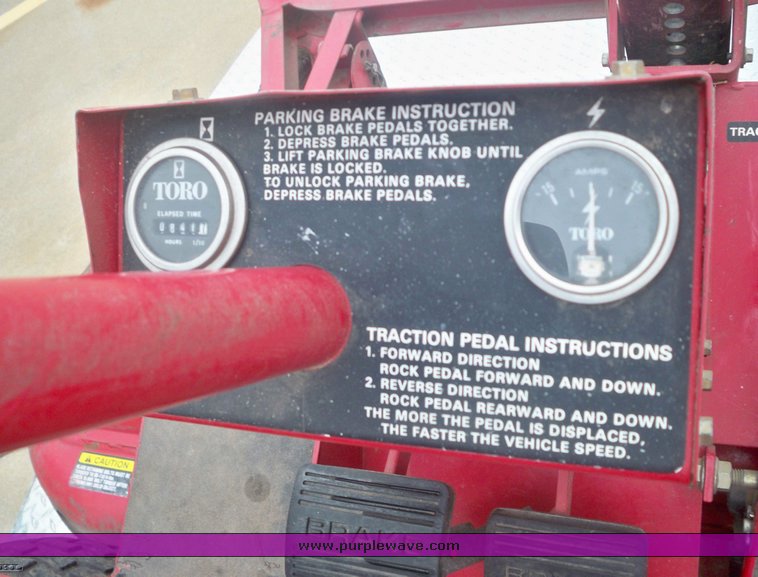 PARKING BRAKE INSTRUCTION
1. LOCK BRAKE PEDALS TOGETHER.
2. DEPRESS BRAKE PEDALS.
3. LIFT PARKING BRAKE KNOB UNTIL
BRAKE IS LOCKED.
TO UNLOCK PARKING BRAKE,
DEPRESS BRAKE PEDALS.
TORO
ELAPSED TIME
HOURS 1/10
AMPS
15 15
TORO
TRAC
TRACTION PEDAL INSTRUCTIONS
1. FORWARD DIRECTION
ROCK PEDAL FORWARD AND DOWN.
2. REVERSE DIRECTION
ROCK PEDAL REARWARD AND DOWN.
THE MORE THE PEDAL IS DISPLACED,
THE FASTER THE VEHICLE SPEED.
CAUTION
BRAK
www.purplewave.com